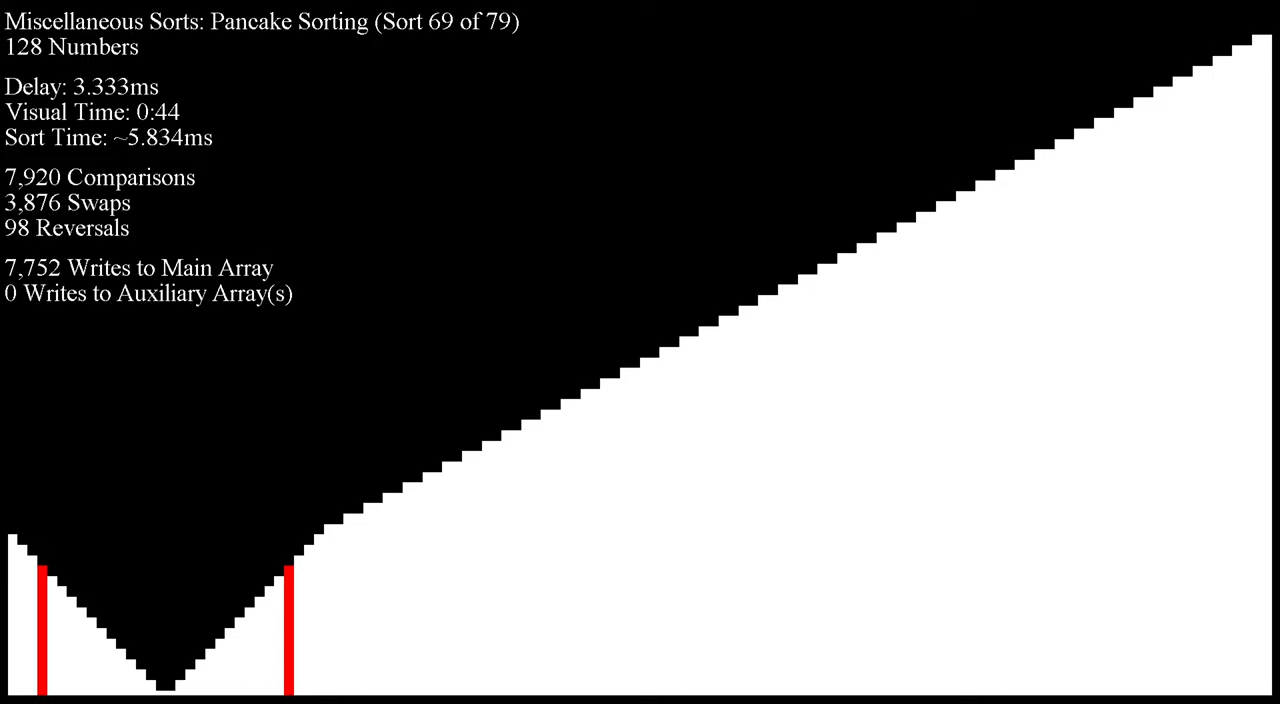 Miscellaneous Sorts: Pancake Sorting (Sort 69 of 79)
128 Numbers
Delay: 3.333ms
Visual Time: 0:44
Sort Time: ~5.834ms
7,920 Comparisons
3,876 Swaps
98 Reversals
7,752 Writes to Main Array
0 Writes to Auxiliary Array(s)